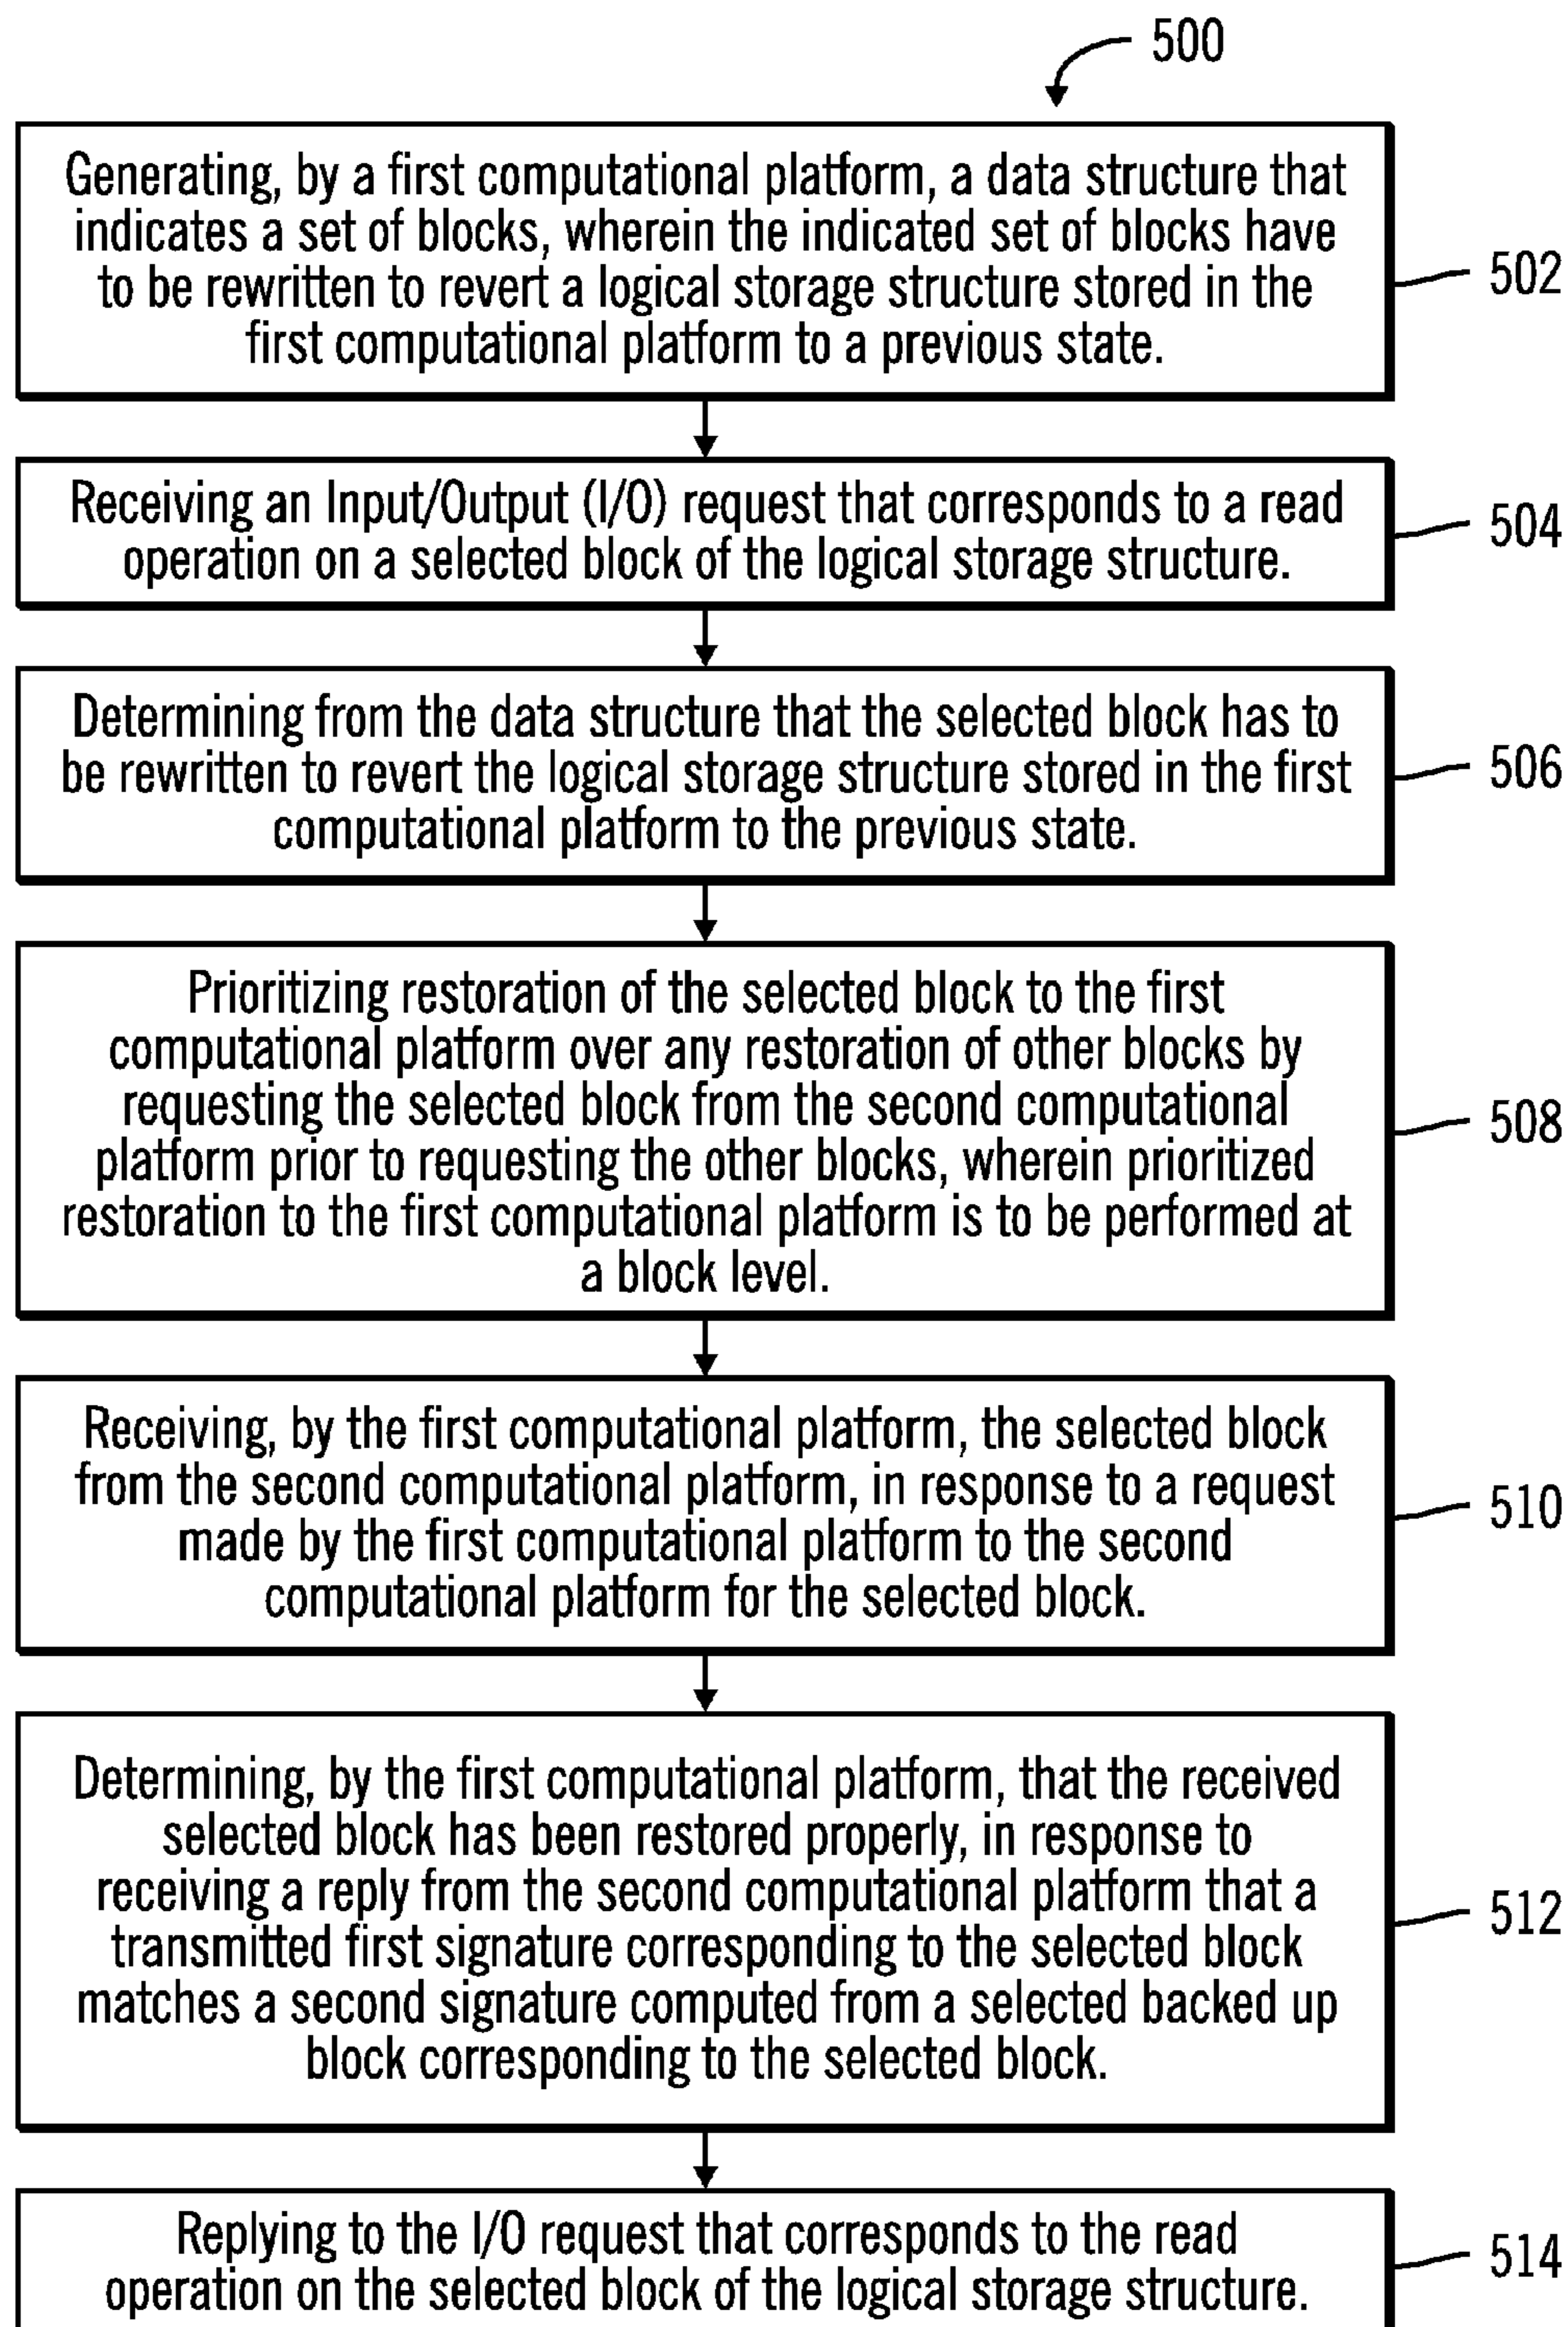 500
Generating, by a first computational platform, a data structure that
indicates a set of blocks, wherein the indicated set of blocks have
to be rewritten to revert a logical storage structure stored in the
first computational platform to a previous state.
502
Receiving an Input/Output (I/O) request that corresponds to a read
operation on a selected block of the logical storage structure.
504
Determining from the data structure that the selected block has to
be rewritten to revert the logical storage structure stored in the first
computational platform to the previous state.
506
Prioritizing restoration of the selected block to the first
computational platform over any restoration of other blocks by
requesting the selected block from the second computational
platform prior to requesting the other blocks, wherein prioritized
restoration to the first computational platform is to be performed at
a block level.
508
Receiving, by the first computational platform, the selected block
from the second computational platform, in response to a request
made by the first computational platform to the second
computational platform for the selected block.
510
Determining, by the first computational platform, that the received
selected block has been restored properly, in response to
receiving a reply from the second computational platform that a
transmitted first signature corresponding to the selected block
matches a second signature computed from a selected backed up
block corresponding to the selected block.
512
Replying to the I/O request that corresponds to the read
operation on the selected block of the logical storage structure.
514